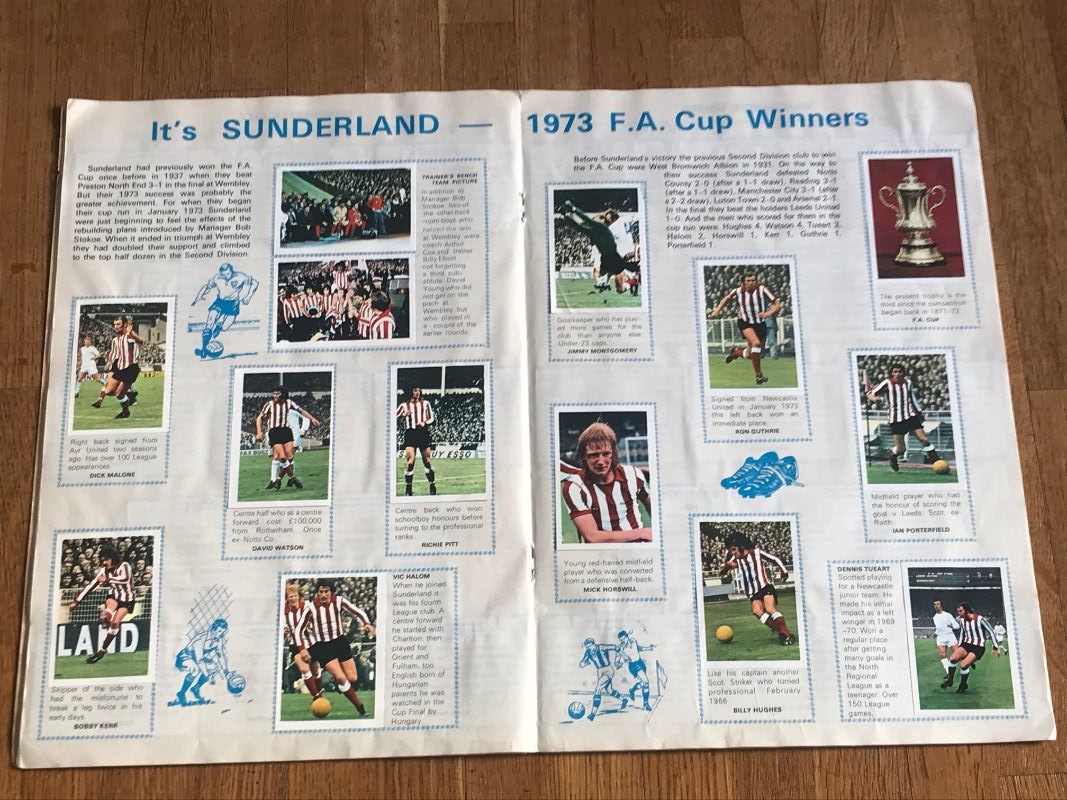 It's SUNDERLAND — 1973 F.A. Cup Winners
Sunderland had previously won the F.A.
Cup once before in 1937 when they beat
Preston North End 3–1 in the final at Wembley.
But their 1973 success was probably the
greater achievement. For when they began
their cup run in January 1973 Sunderland
were just beginning to feel the effects of the
rebuilding plans introduced by Manager Bob
Stokoe. When it ended in triumph at Wembley
they had doubled their support and climbed
to the top half dozen in the Second Division.
TRAINER'S BENCH
TEAM PICTURE
In addition to
Manager Bob
Stokoe, two of
the other back
room boys who
helped the win
at Wembley were
coach Arthur
Cox and trainer
Billy Elliott
not forgetting
a third sub-
stitute David
Young who did
not get on the
pitch at
Wembley but
who played in
a couple of the
earlier rounds.
Right back signed from
Ayr United two seasons
ago. Has over 100 League
appearances.
DICK MALONE
FAX BUIL
Centre half who as a centre
forward cost £100,000
from Rotherham. Once
ex-Notts Co.
DAVID WATSON
UY ESSO
Centre back who won
schoolboy honours before
turning to the professional
ranks.
RICHIE PITT
LAND
Skipper of the side who
had the misfortune to
break a leg twice in his
early days.
BOBBY KERR
VIC HALOM
When he joined
Sunderland it
was his fourth
League club. A
centre forward
he started with
Charlton, then
played for
Orient and
Fulham, too.
English born of
Hungarian
parents he was
watched in the
Cup Final by
Hungary.
Before Sunderland's victory the previous Second Division club to win
the F.A. Cup were West Bromwich Albion in 1931. On the way to
their success Sunderland defeated Notts
County 2–0 (after a 1–1 draw), Reading 3–1
(after a 1–1 draw), Manchester City 3–1 (after
a 2–2 draw), Luton Town 2–0 and Arsenal 2–1.
In the final they beat the holders Leeds United
1–0. And the men who scored for them in the
cup run were: Hughes 4, Watson 4, Tueart 3,
Halom 2, Horswill 1, Kerr 1, Guthrie 1,
Porterfield 1.
Goalkeeper who has play-
ed more games for the
club than anyone else.
Under 23 caps.
JIMMY MONTGOMERY
Signed from Newcastle
United in January 1973
this left back won an
immediate place.
RON GUTHRIE
The present trophy is the
third since the competition
began back in 1871-72.
F.A. CUP
Young red-haired midfield
player who was converted
from a defensive half-back.
MICK HORSWILL
Midfield player who had
the honour of scoring the
goal v Leeds. Scot, ex-
Raith.
IAN PORTERFIELD
Like his captain another
Scot. Striker who turned
professional February
1966.
BILLY HUGHES
DENNIS TUEART
Spotted playing
for a Newcastle
junior team. He
made his initial
impact as a left
winger in 1969
–70. Won a
regular place
after getting
many goals in
the North
Regional
League as a
teenager. Over
150 League
games.